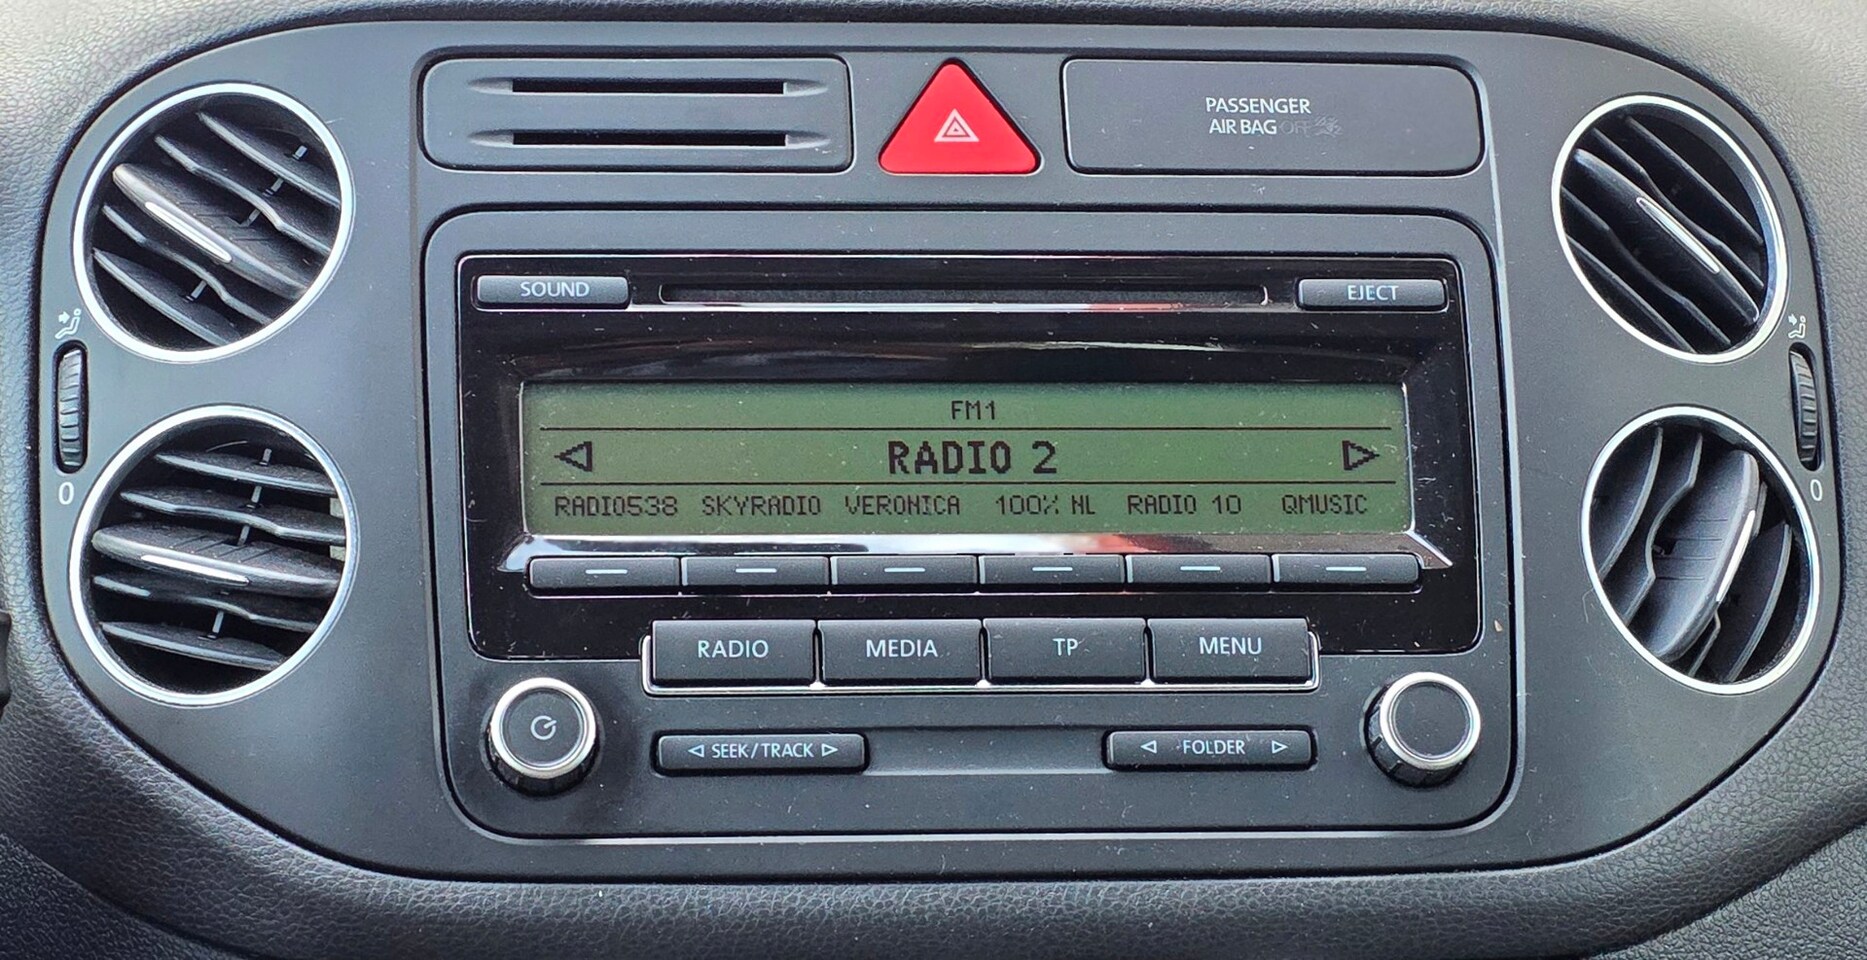 PASSENGER
AIR BAG OFF
SOUND
EJECT
FM1
RADIO 2
RADIO538 SKYRADIO VERONICA 100% NL RADIO 10 QMUSIC
RADIO MEDIA TP MENU
SEEK/TRACK
FOLDER
0
0